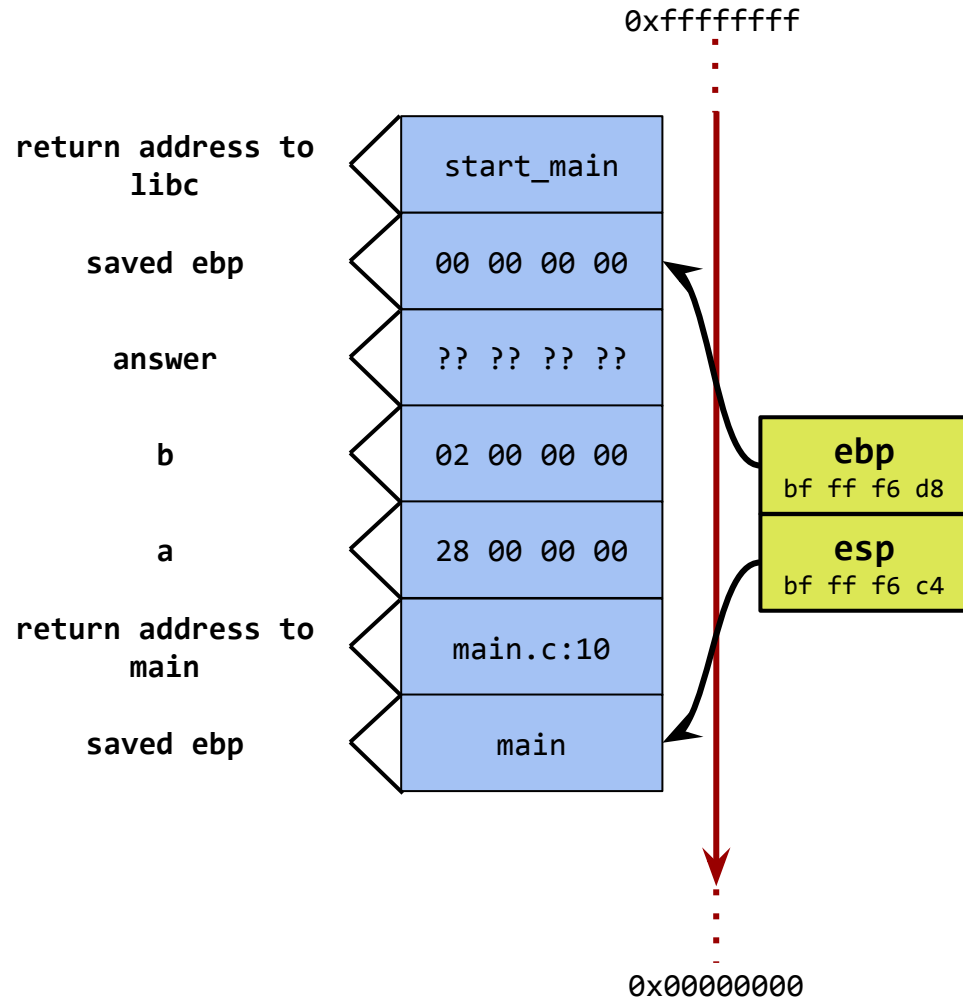 0xffffffff
return address to
libc
start_main
saved ebp
00 00 00 00
answer
?? ?? ?? ??
b
02 00 00 00
ebp
bf ff f6 d8
a
28 00 00 00
esp
bf ff f6 c4
return address to
main
main.c:10
saved ebp
main
0x00000000